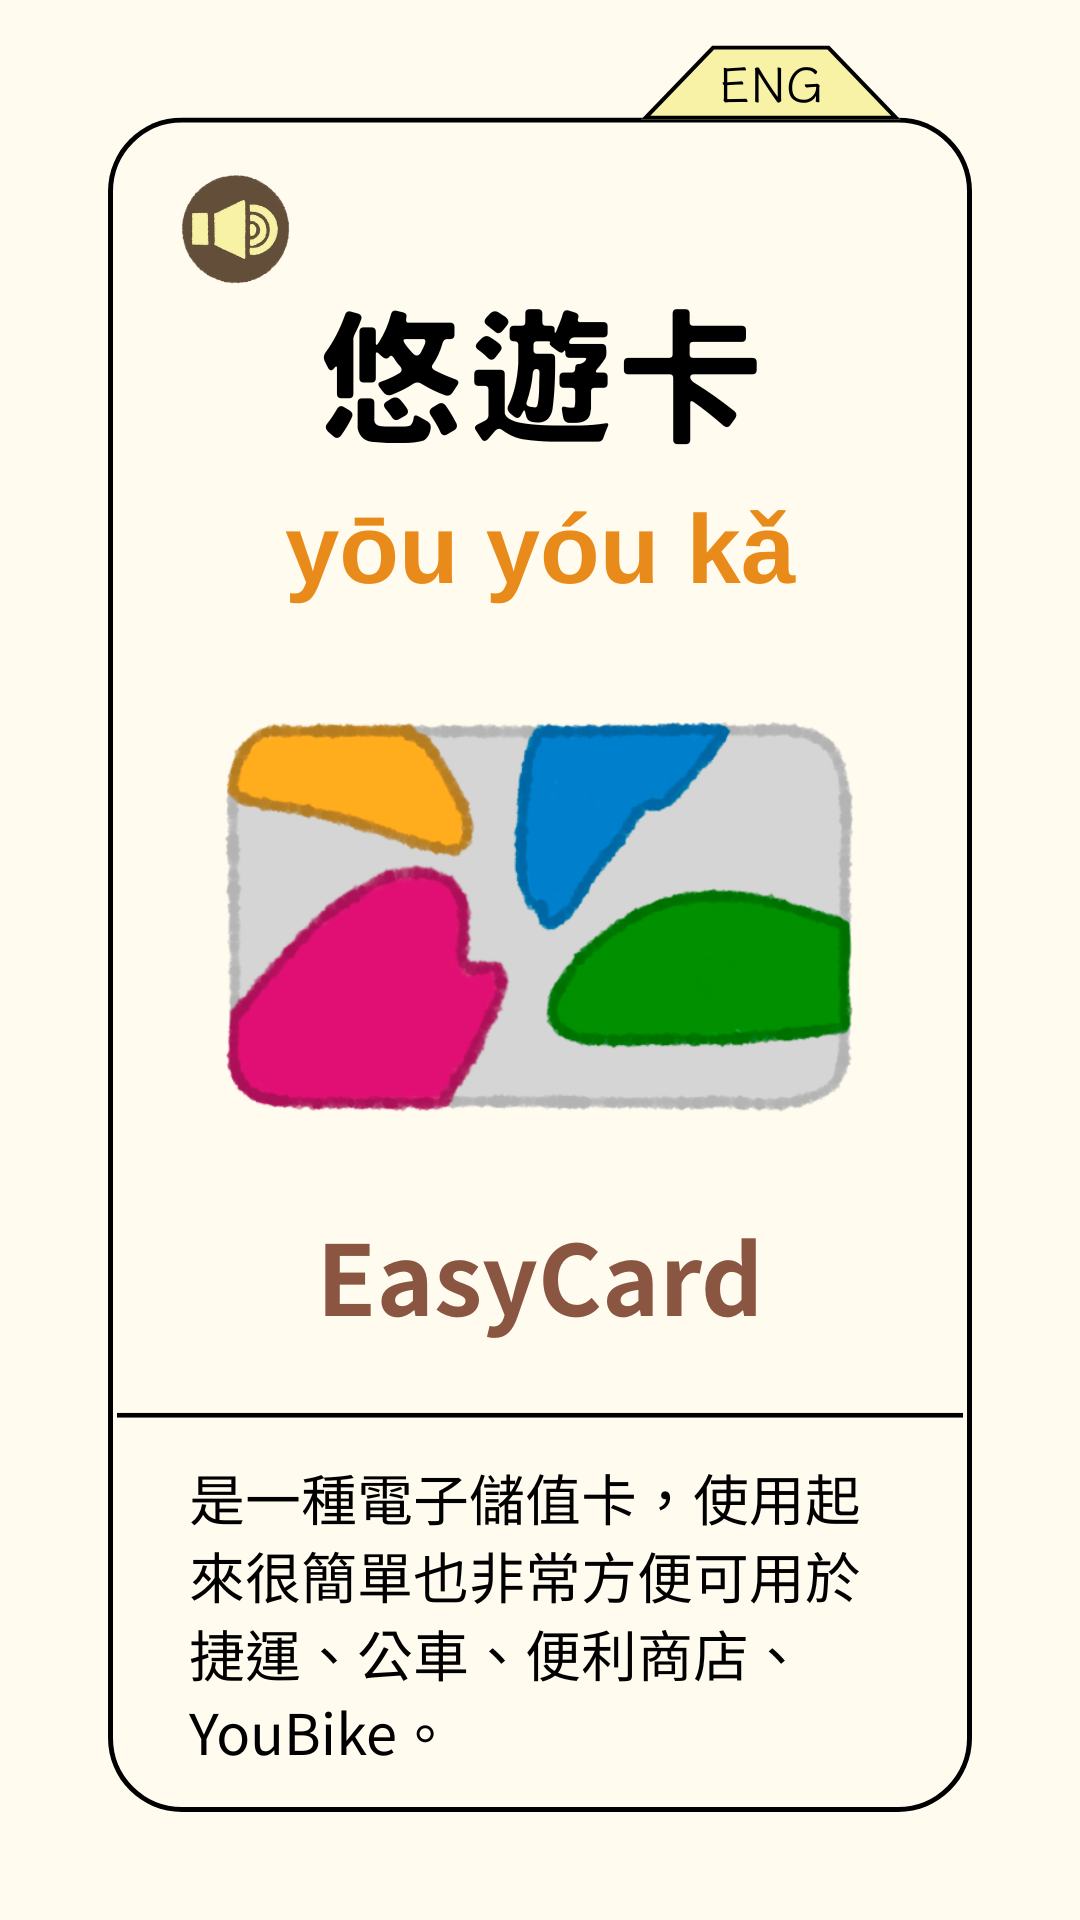 ENG
悠遊卡
yōu yóu kǎ
EasyCard
是一種電子儲值卡，使用起
來很簡單也非常方便可用於
捷運、公車、便利商店、
YouBike。